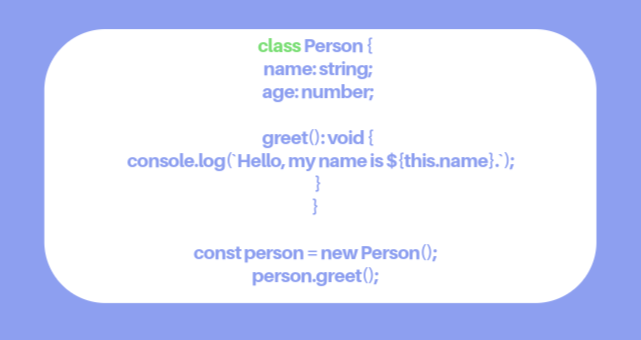 class Person {
name: string;
age: number;
greet(): void {
console.log(`Hello, my name is ${this.name}.`);
}
}
const person = new Person();
person.greet();